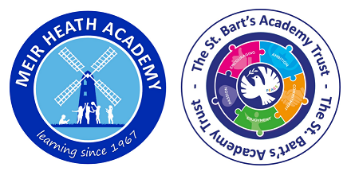 MEIR HEATH ACADEMY
learning since 1967
- The St. Bart's Academy Trust - The St. Bart's Academy Trust